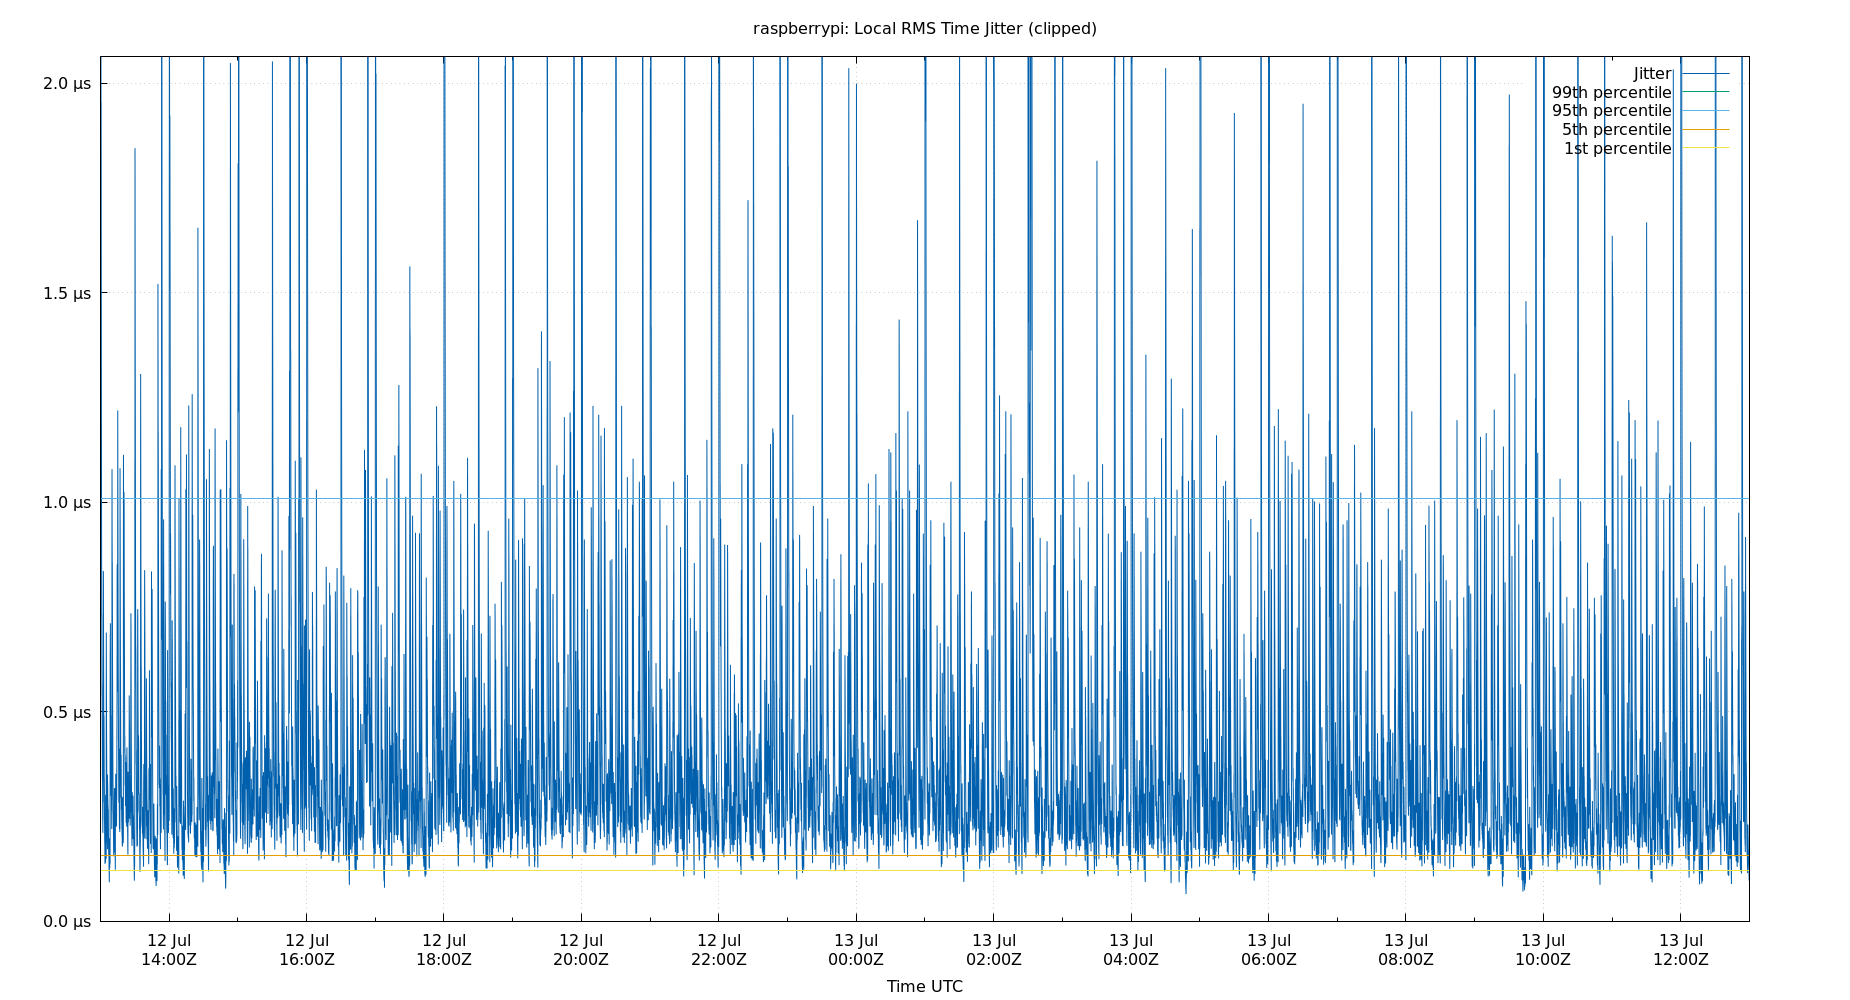 raspberrypi: Local RMS Time Jitter (clipped)
2.0 µs
1.5 µs
1.0 µs
0.5 µs
0.0 µs
Jitter
99th percentile
95th percentile
5th percentile
1st percentile
12 Jul 12 Jul 12 Jul 12 Jul 12 Jul 13 Jul 13 Jul 13 Jul 13 Jul 13 Jul 13 Jul 13 Jul
14:00Z 16:00Z 18:00Z 20:00Z 22:00Z 00:00Z 02:00Z 04:00Z 06:00Z 08:00Z 10:00Z 12:00Z
Time UTC